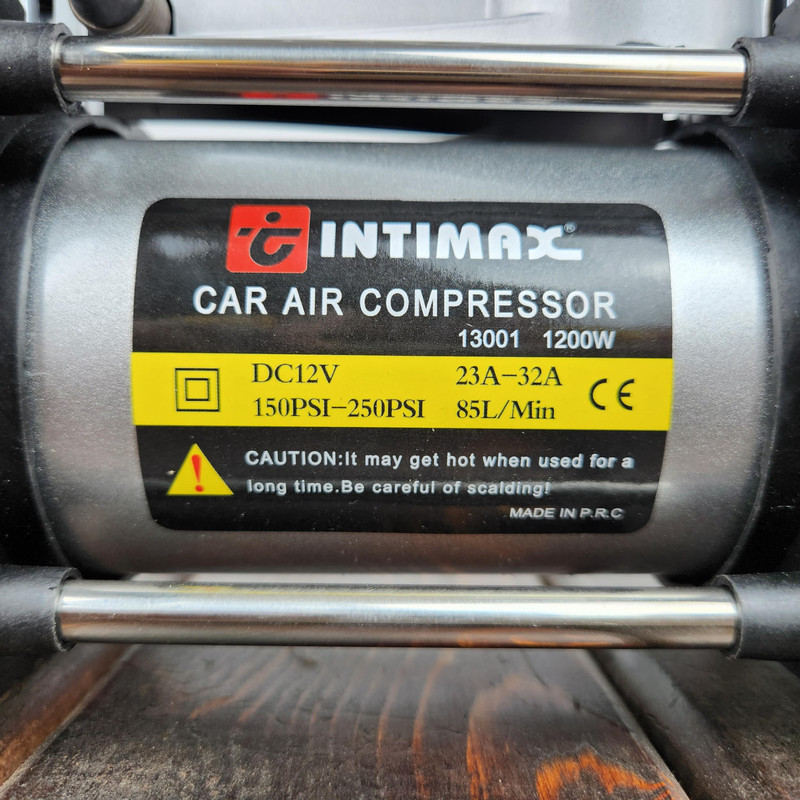 INTIMAX®
CAR AIR COMPRESSOR
13001 1200W
DC12V 23A-32A
150PSI-250PSI 85L/Min
CE
CAUTION:It may get hot when used for a
long time.Be careful of scalding!
MADE IN P.R.C